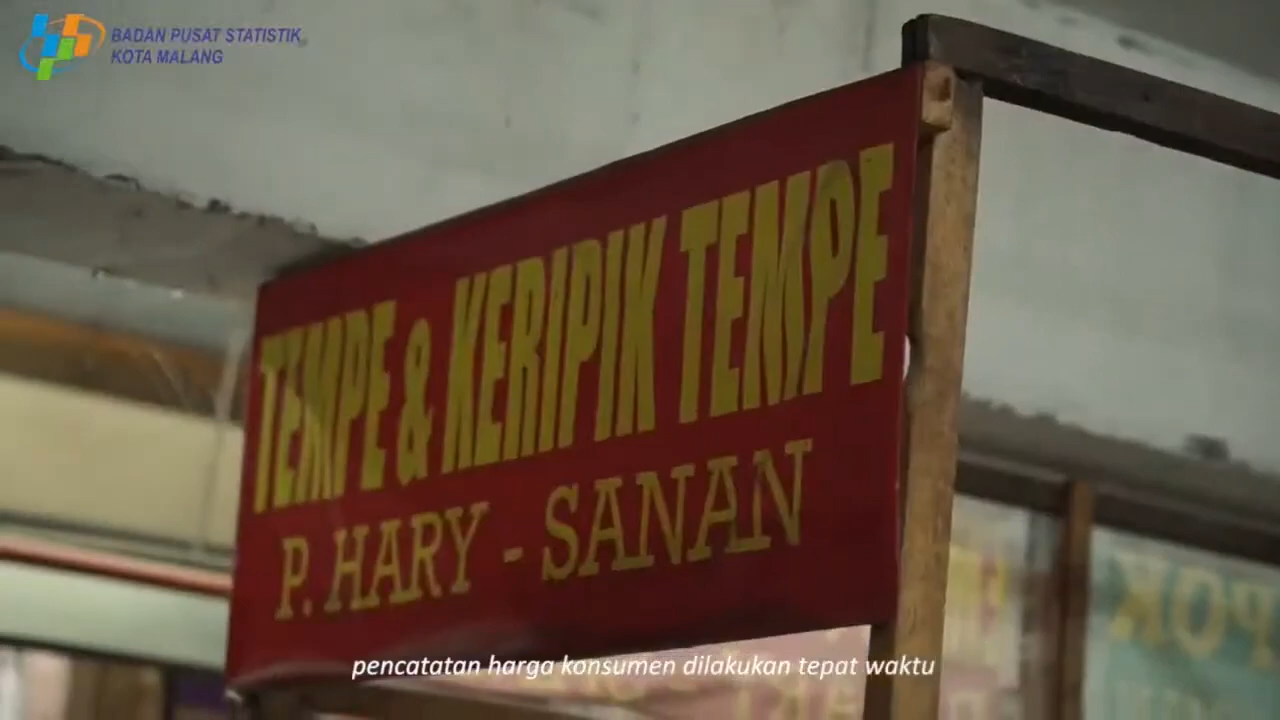 BADAN PUSAT STATISTIK
KOTA MALANG
TEMPE & KERIPIK TEMPE
P. HARY - SANAN
pencatatan harga konsumen dilakukan tepat waktu